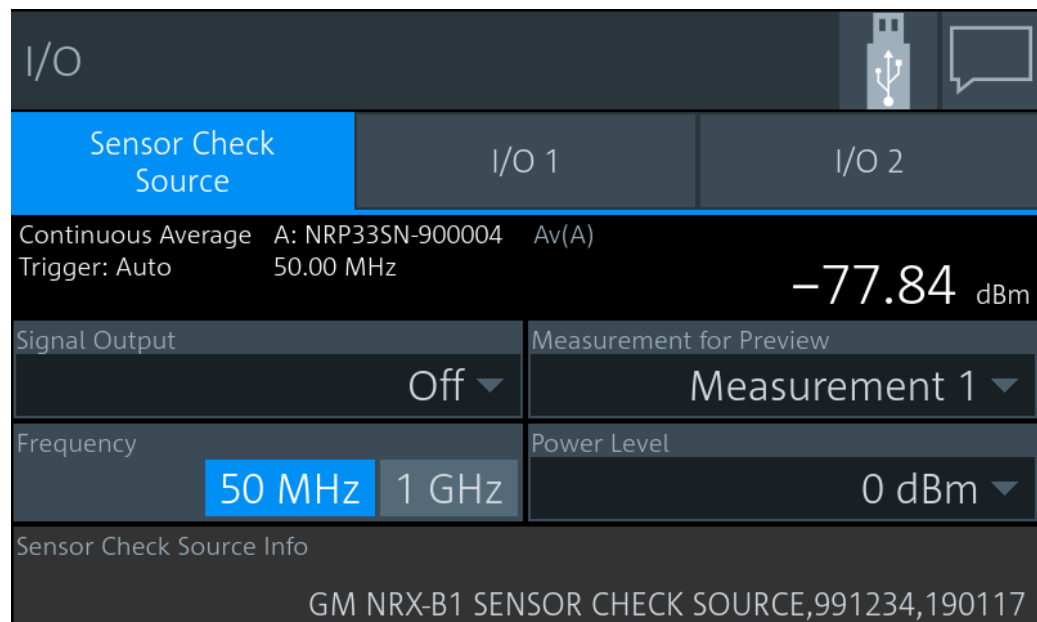 I/O
Sensor Check
Source
I/O 1
I/O 2
Continuous Average A: NRP33SN-900004 Av(A)
Trigger: Auto 50.00 MHz
−77.84 dBm
Signal Output
Off
Measurement for Preview
Measurement 1
Frequency
50 MHz 1 GHz
Power Level
0 dBm
Sensor Check Source Info
GM NRX-B1 SENSOR CHECK SOURCE,991234,190117